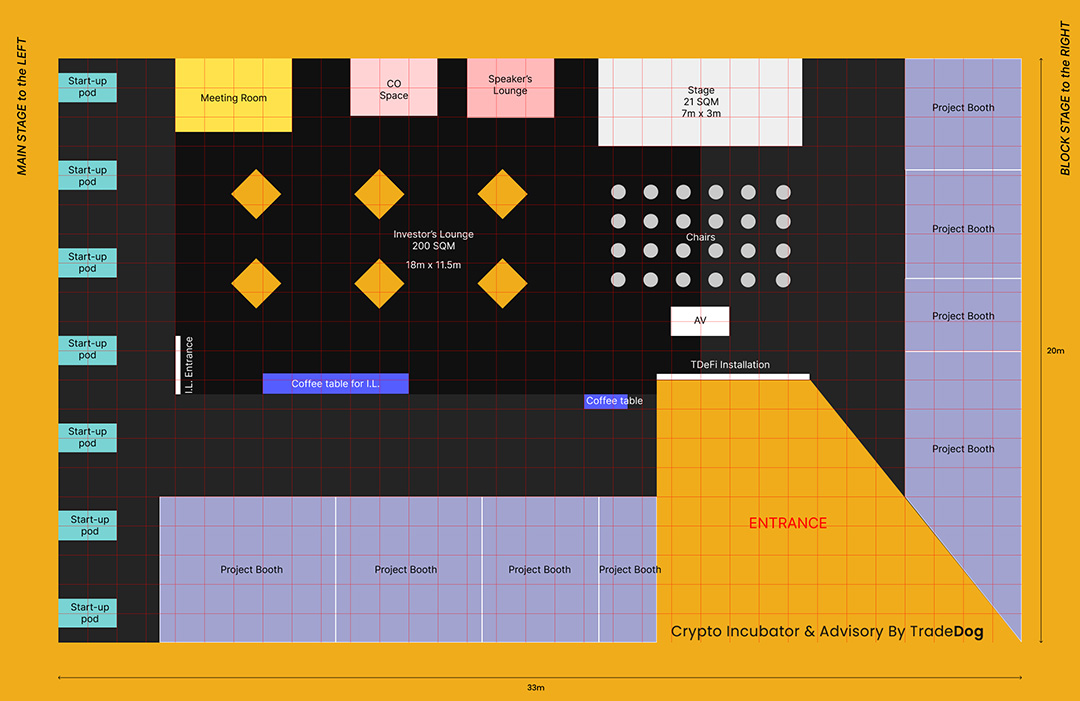 MAIN STAGE to the LEFT
BLOCK STAGE to the RIGHT
Start-up
pod
Meeting Room
CO
Space
Speaker's
Lounge
Stage
21 SQM
7m x 3m
Project Booth
Start-up
pod
Investor's Lounge
200 SQM
18m x 11.5m
Chairs
Project Booth
Start-up
pod
AV
Project Booth
Start-up
pod
I.L. Entrance
Coffee table for I.L.
TDeFi Installation
Coffee table
20m
Start-up
pod
Project Booth
Start-up
pod
ENTRANCE
Project Booth
Project Booth
Project Booth
Project Booth
Start-up
pod
Crypto Incubator & Advisory By TradeDog
33m